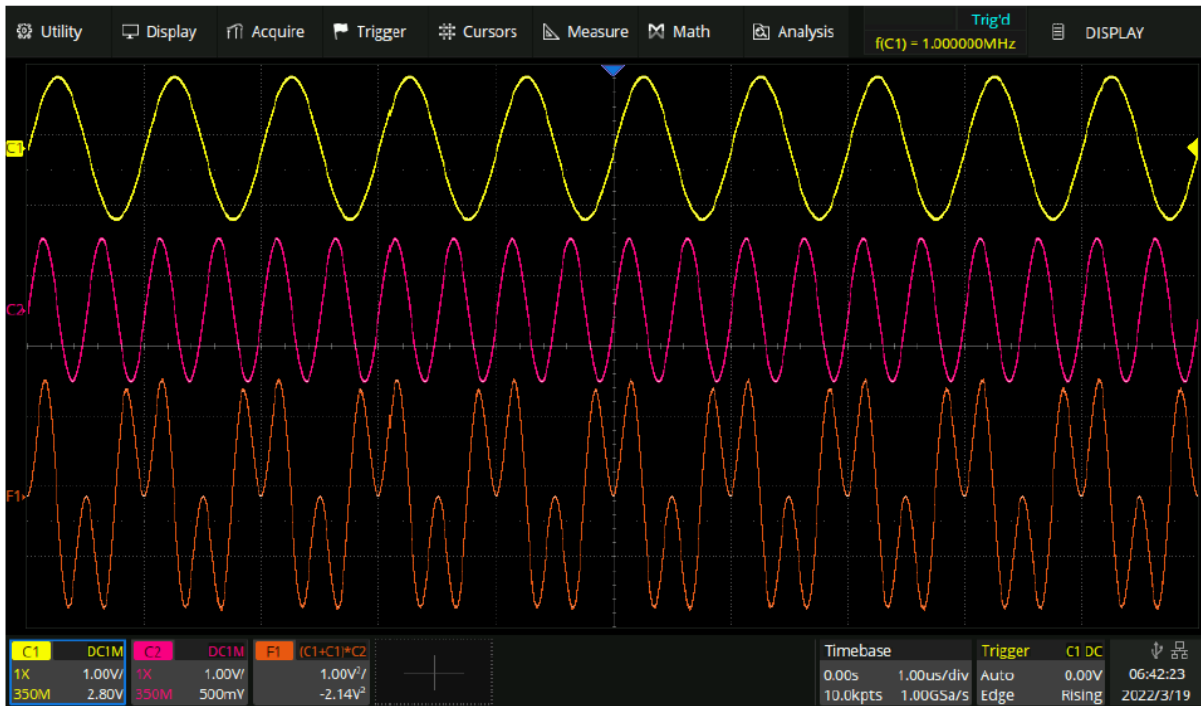 Utility Display Acquire Trigger Cursors Measure Math Analysis
Trig'd
f(C1) = 1.000000MHz
DISPLAY
C1
C2
F1
C1 DC1M
1X 1.00V/
350M 2.80V
C2 DC1M
1X 1.00V/
350M 500mV
F1 (C1+C1)*C2
1.00V²/
-2.14V²
Timebase
0.00s 1.00us/div
10.0kpts 1.00GSa/s
Trigger C1 DC
Auto 0.00V
Edge Rising
06:42:23
2022/3/19